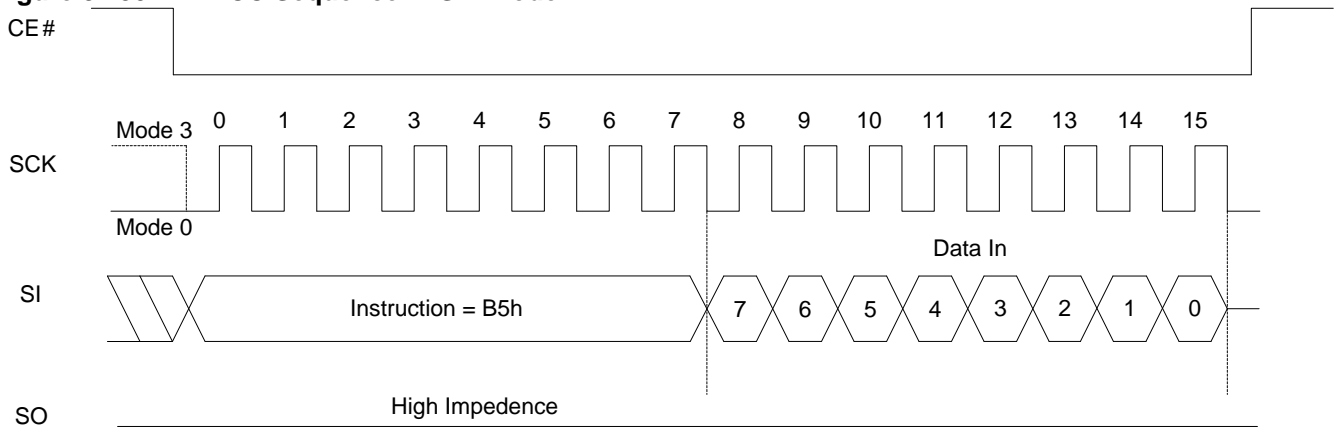 CE#
Mode 3
0 1 2 3 4 5 6 7 8 9 10 11 12 13 14 15
SCK
Mode 0
Data In
SI
Instruction = B5h
7 6 5 4 3 2 1 0
High Impedence
SO